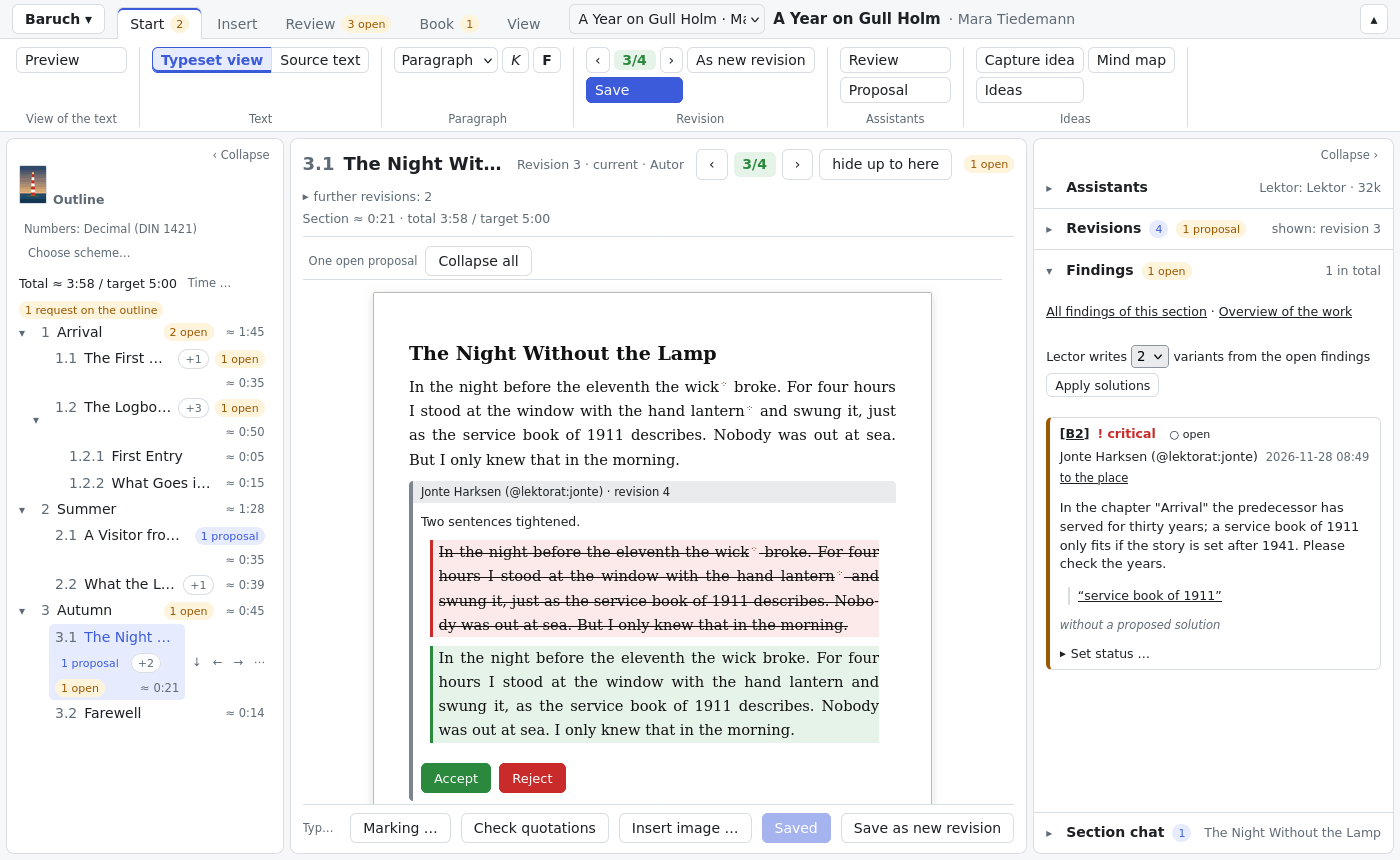 Baruch ▾
Start 2
Insert
Review 3 open
Book 1
View
A Year on Gull Holm · Ma
A Year on Gull Holm · Mara Tiedemann
▴
Preview
View of the text
Typeset view Source text
Text
Paragraph K F
Paragraph
‹ 3/4 › As new revision
Save
Revision
Review
Proposal
Assistants
Capture idea Mind map
Ideas
Ideas
‹ Collapse
Outline
Numbers: Decimal (DIN 1421)
Choose scheme…
Total ≈ 3:58 / target 5:00 Time …
1 request on the outline
▾ 1 Arrival 2 open ≈ 1:45
1.1 The First … +1 1 open
≈ 0:35
▾ 1.2 The Logbo… +3 1 open
≈ 0:50
1.2.1 First Entry ≈ 0:05
1.2.2 What Goes i… ≈ 0:15
▾ 2 Summer ≈ 1:28
2.1 A Visitor fro… 1 proposal
≈ 0:35
2.2 What the L… +1 ≈ 0:39
▾ 3 Autumn 1 open ≈ 0:45
3.1 The Night …
1 proposal +2 ↓ ← → ···
1 open ≈ 0:21
3.2 Farewell ≈ 0:14
3.1 The Night Wit… Revision 3 · current · Autor ‹ 3/4 › hide up to here 1 open
▸ further revisions: 2
Section ≈ 0:21 · total 3:58 / target 5:00
One open proposal Collapse all
The Night Without the Lamp
In the night before the eleventh the wick broke. For four hours
I stood at the window with the hand lantern and swung it, just
as the service book of 1911 describes. Nobody was out at sea.
But I only knew that in the morning.
Jonte Harksen (@lektorat:jonte) · revision 4
Two sentences tightened.
In the night before the eleventh the wick broke. For four
hours I stood at the window with the hand lantern and
swung it, just as the service book of 1911 describes. Nobo-
dy was out at sea. But I only knew that in the morning.
In the night before the eleventh the wick broke. For four
hours I stood at the window with the hand lantern and
swung it, as the service book of 1911 describes. Nobody
was out at sea. I only knew that in the morning.
Accept Reject
Typ… Marking … Check quotations Insert image … Saved Save as new revision
Collapse ›
▸ Assistants Lektor: Lektor · 32k
▸ Revisions 4 1 proposal shown: revision 3
▾ Findings 1 open 1 in total
All findings of this section · Overview of the work
Lector writes 2 variants from the open findings
Apply solutions
[B2] ! critical ○ open
Jonte Harksen (@lektorat:jonte) 2026-11-28 08:49
to the place
In the chapter "Arrival" the predecessor has
served for thirty years; a service book of 1911
only fits if the story is set after 1941. Please
check the years.
“service book of 1911”
without a proposed solution
▸ Set status …
▸ Section chat 1 The Night Without the Lamp